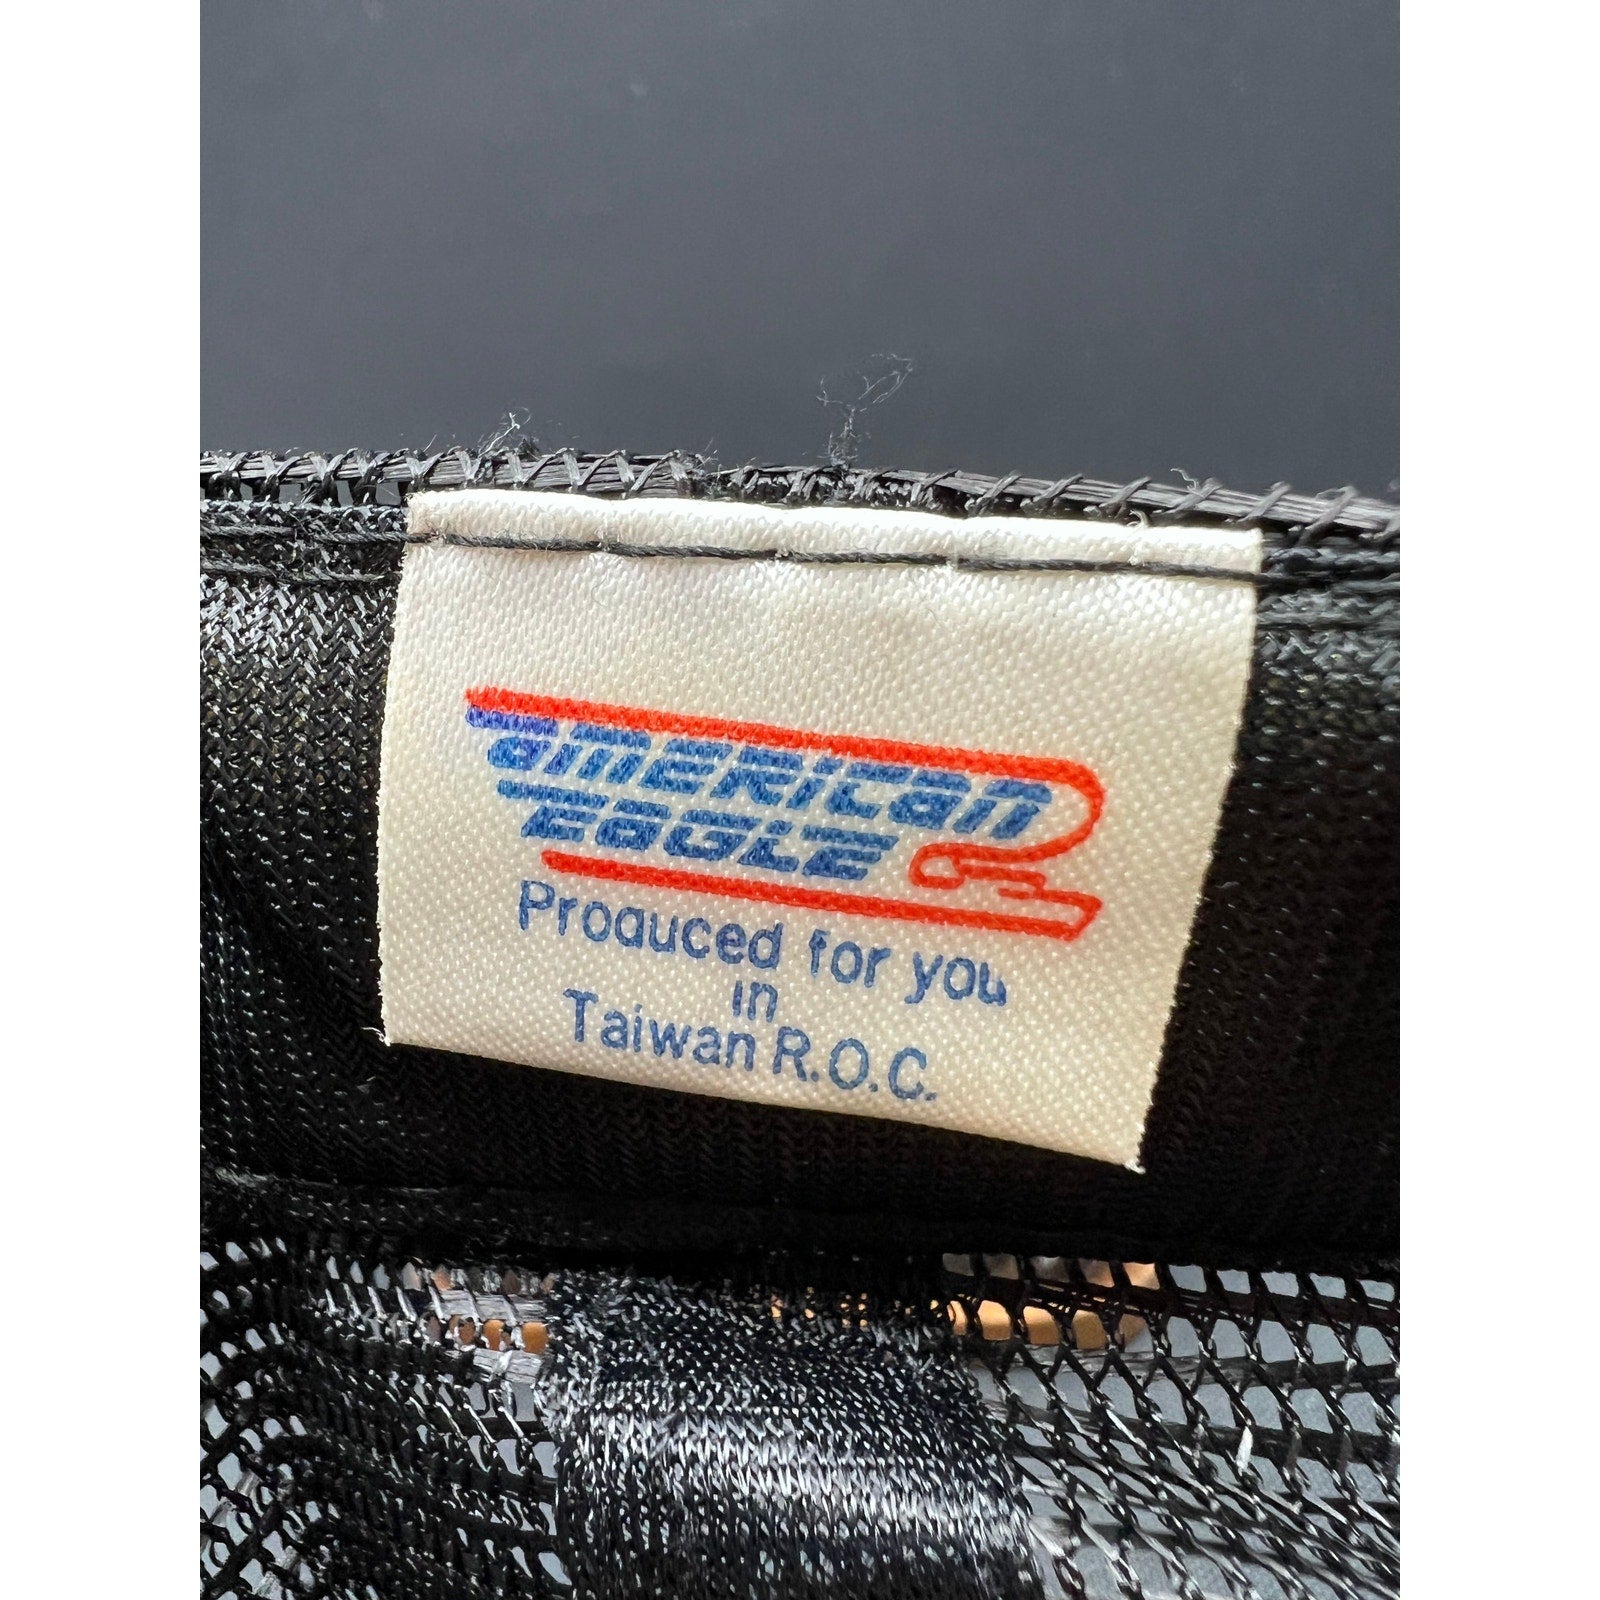 AMERICAN
EAGLE
Produced for you
in
Taiwan R.O.C.